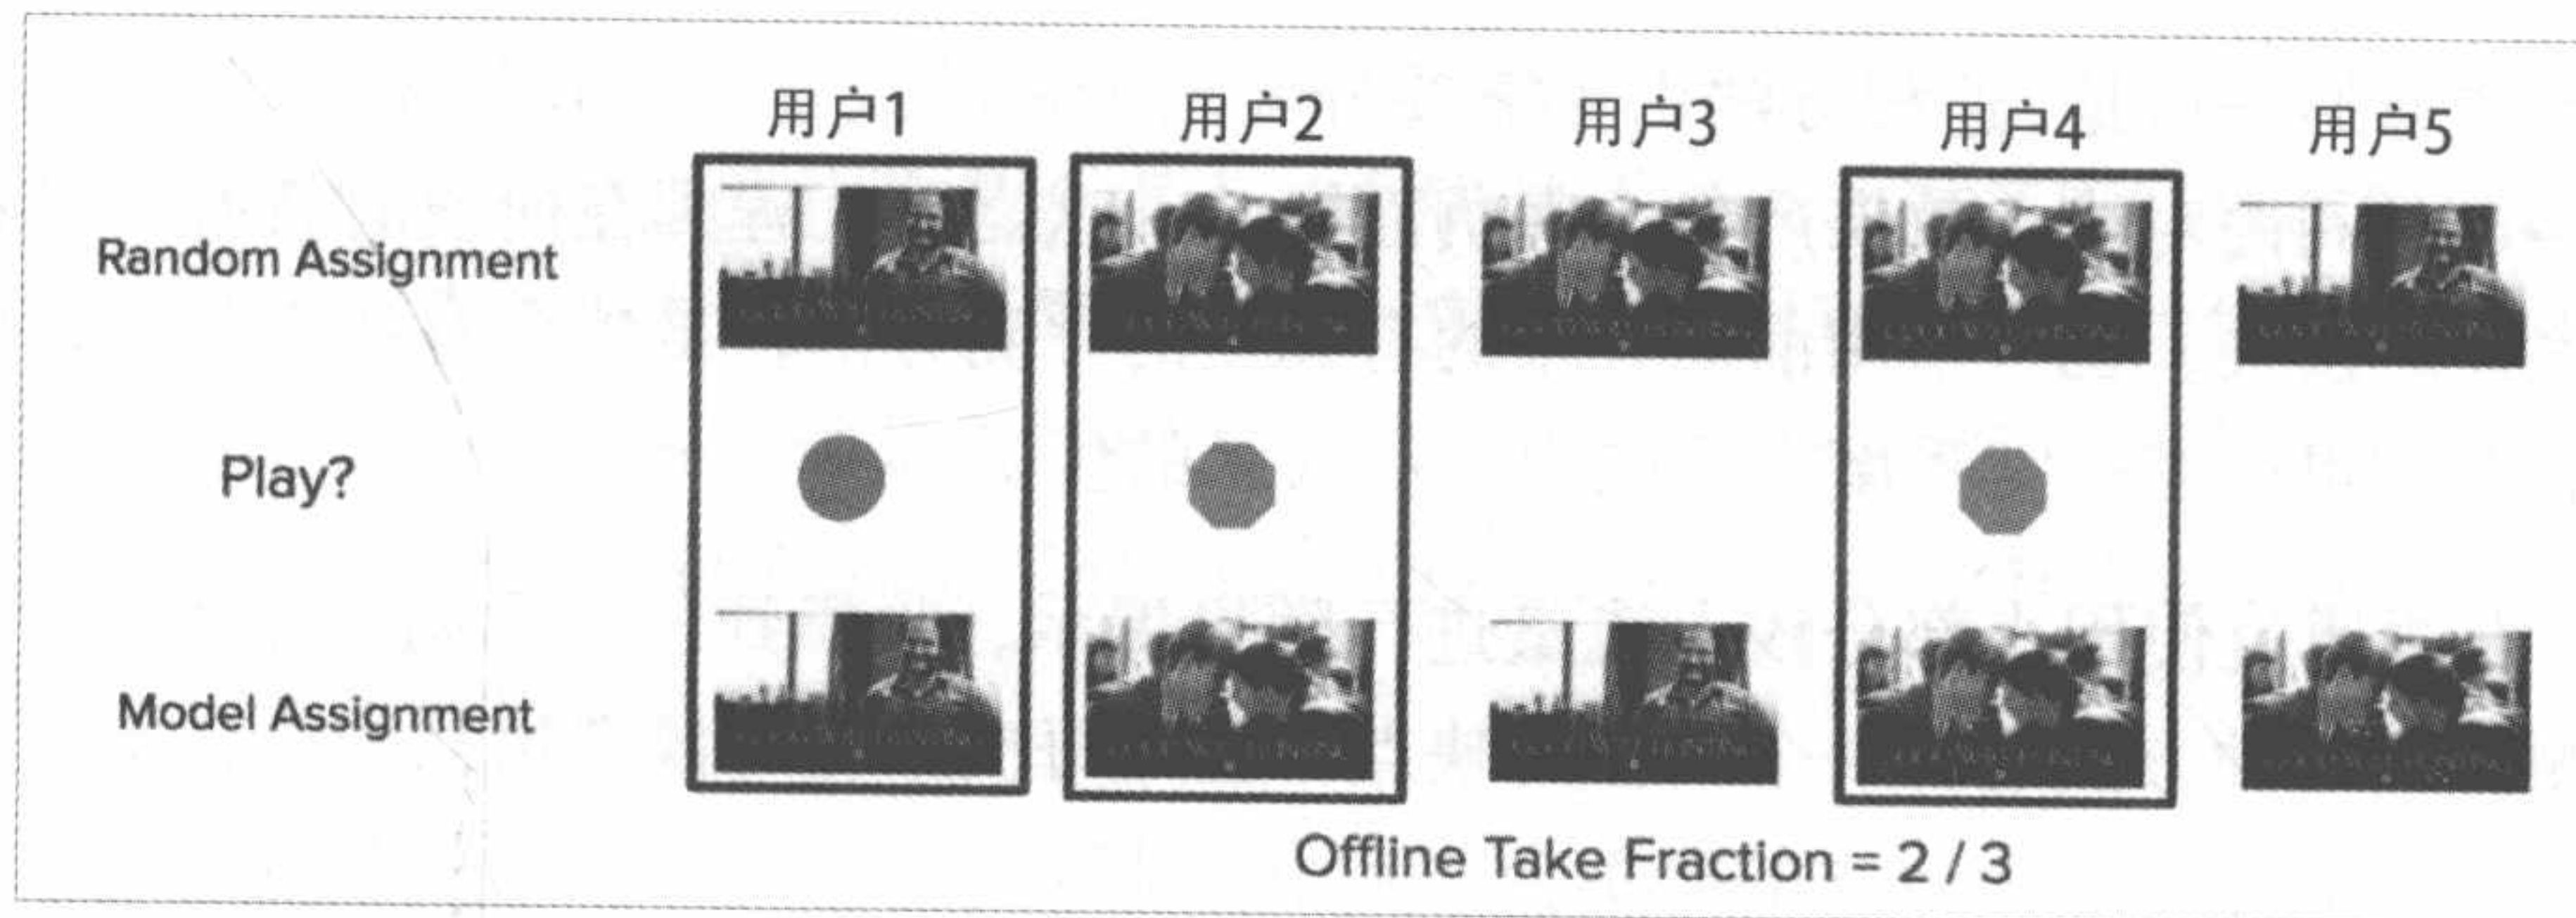 用户1 用户2 用户3 用户4 用户5
Random Assignment
Play?
Model Assignment
Offline Take Fraction = 2 / 3